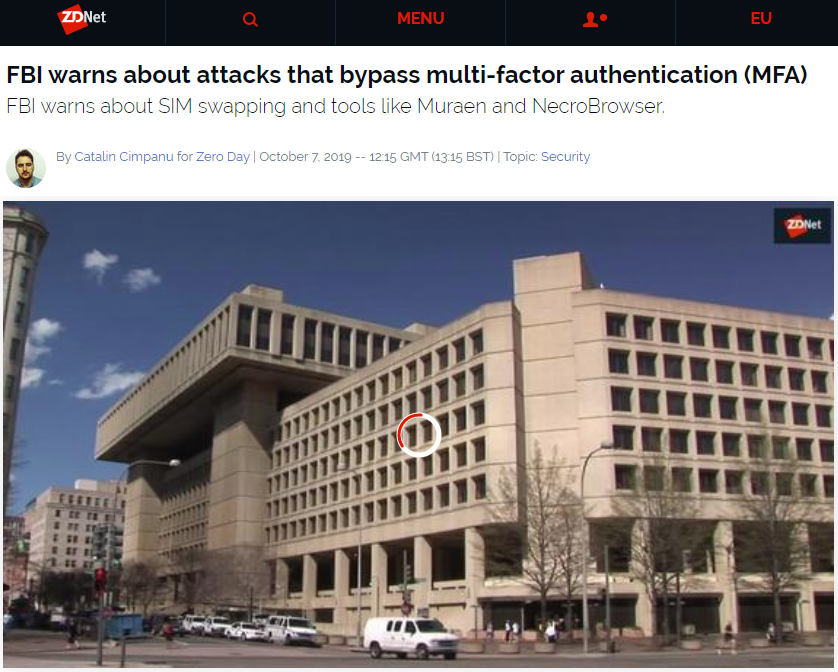 ZDNet
MENU
EU
FBI warns about attacks that bypass multi-factor authentication (MFA)
FBI warns about SIM swapping and tools like Muraen and NecroBrowser.
By Catalin Cimpanu for Zero Day | October 7, 2019 -- 12:15 GMT (13:15 BST) | Topic: Security
ZDNet